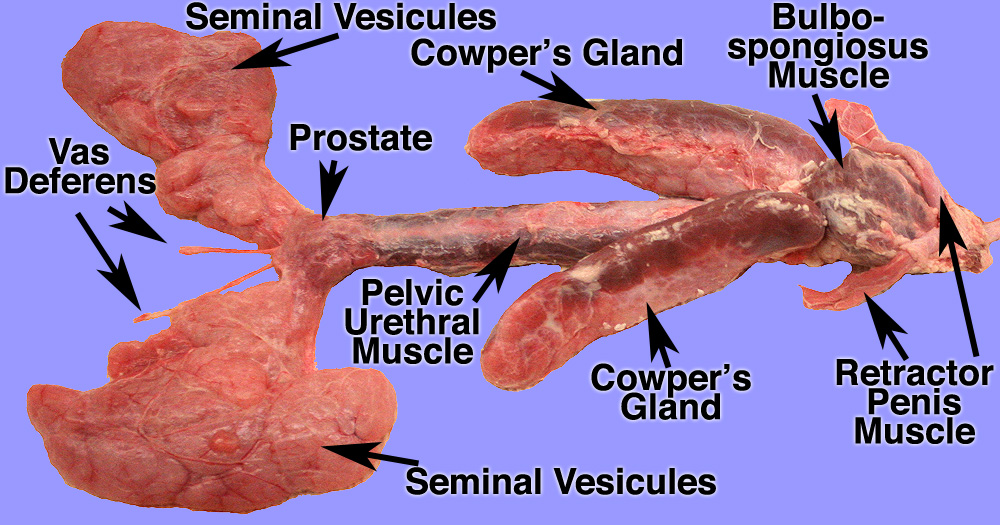 Seminal Vesicules
Cowper's Gland
Bulbo-
spongiosus
Muscle
Prostate
Vas
Deferens
Pelvic
Urethral
Muscle
Cowper's
Gland
Retractor
Penis
Muscle
Seminal Vesicules